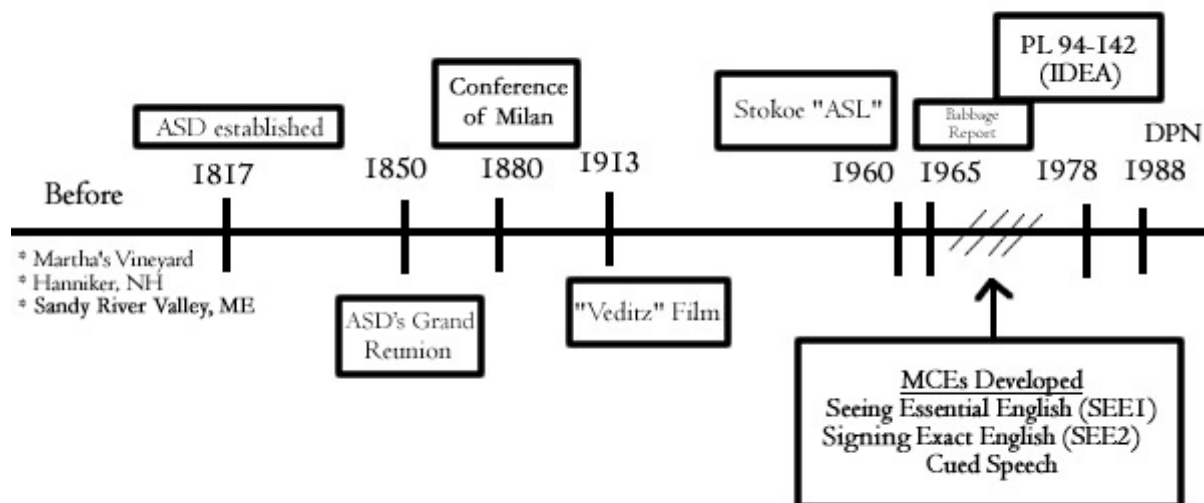 PL 94-142
(IDEA)
Conference
of Milan
Stokoe "ASL"
Babbage
Report
ASD established
DPN
1817
1850
1880
1913
1960
1965
1978
1988
Before
* Martha's Vineyard
* Hanniker, NH
* Sandy River Valley, ME
ASD's Grand
Reunion
"Veditz" Film
MCEs Developed
Seeing Essential English (SEE1)
Signing Exact English (SEE2)
Cued Speech